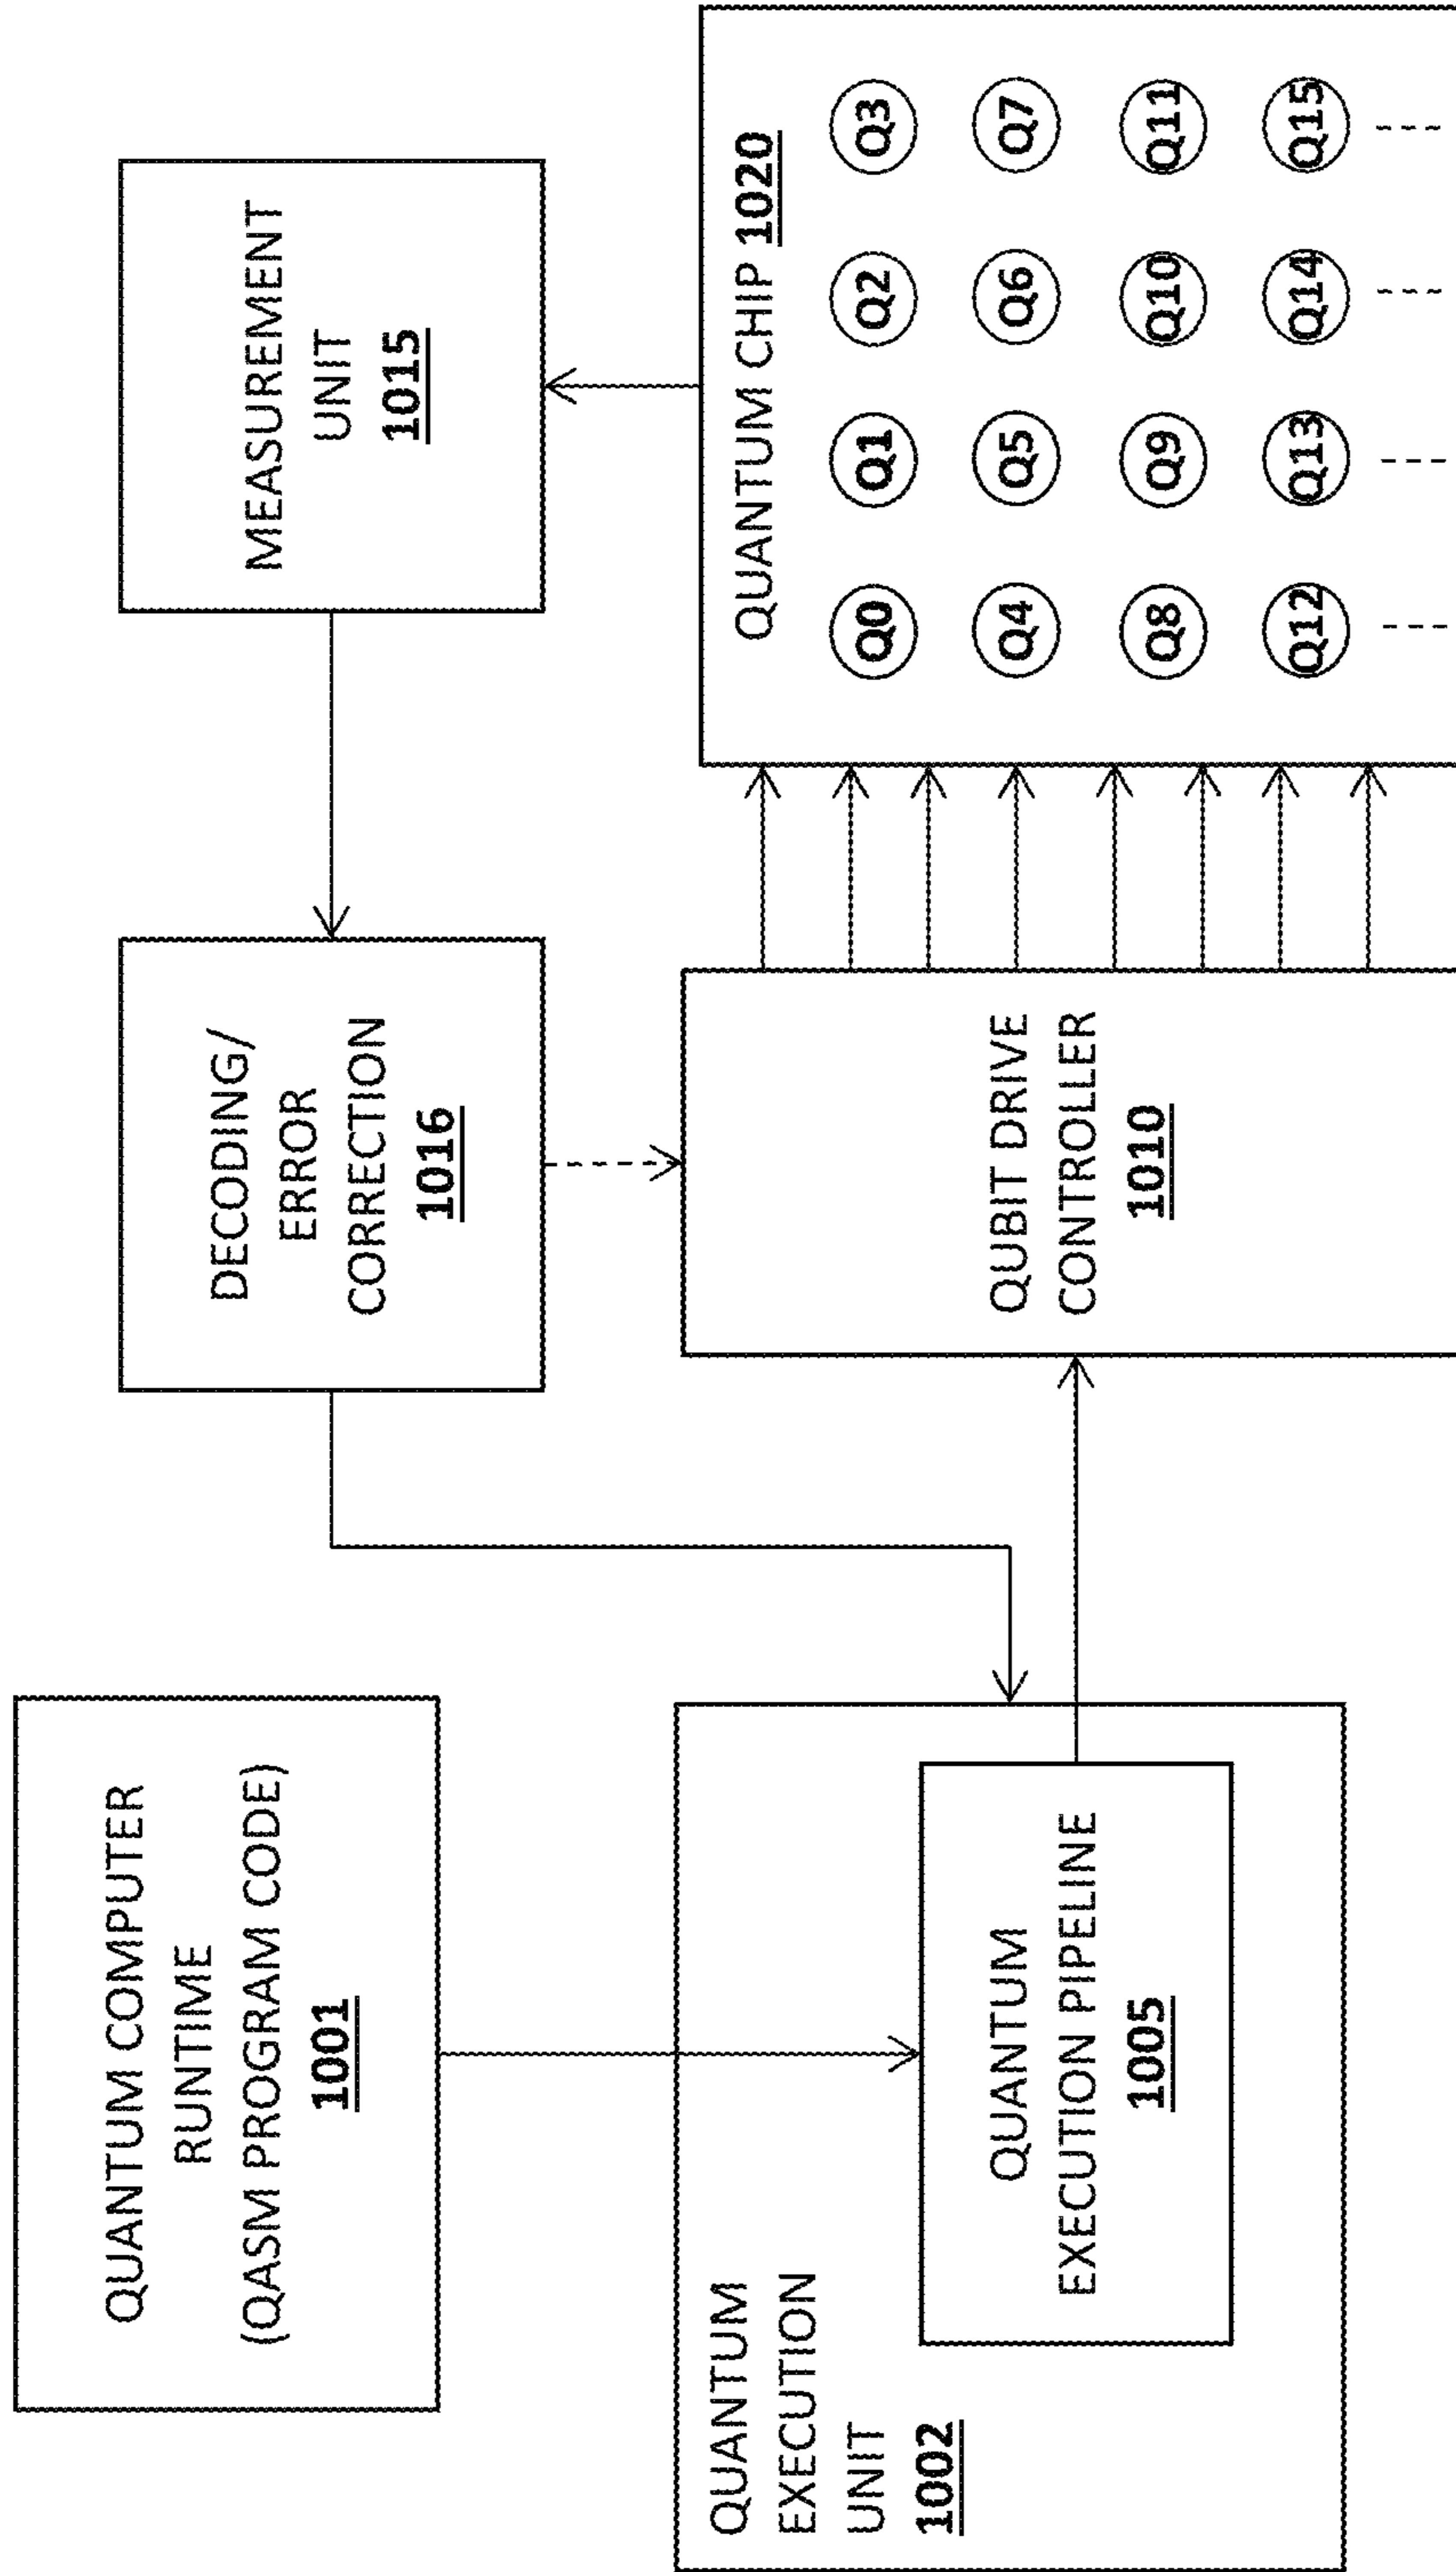 QUANTUM COMPUTER
RUNTIME
(QASM PROGRAM CODE)
1001
DECODING/
ERROR
CORRECTION
1016
MEASUREMENT
UNIT
1015
QUANTUM
EXECUTION
UNIT
1002
QUANTUM
EXECUTION PIPELINE
1005
QUBIT DRIVE
CONTROLLER
1010
QUANTUM CHIP 1020
Q0 Q1 Q2 Q3
Q4 Q5 Q6 Q7
Q8 Q9 Q10 Q11
Q12 Q13 Q14 Q15